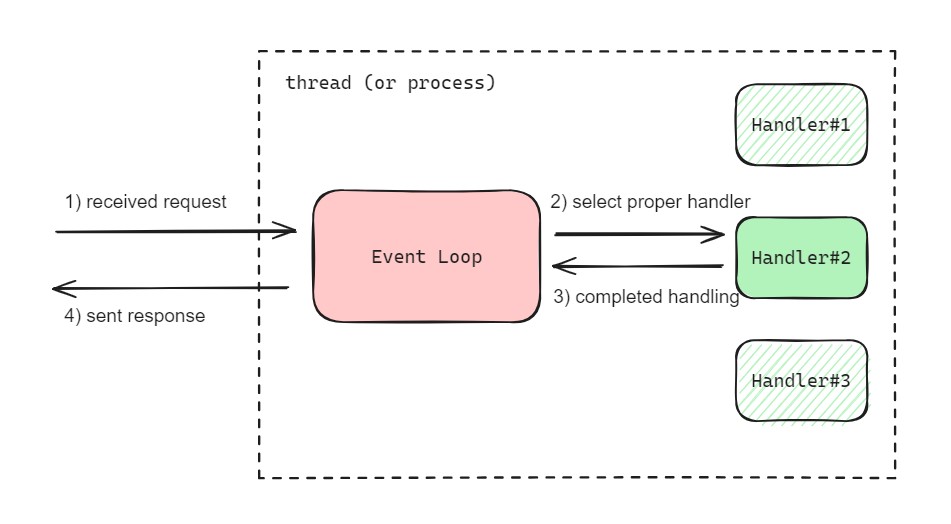 thread (or process)
Handler#1
1) received request
2) select proper handler
Event Loop
Handler#2
3) completed handling
4) sent response
Handler#3